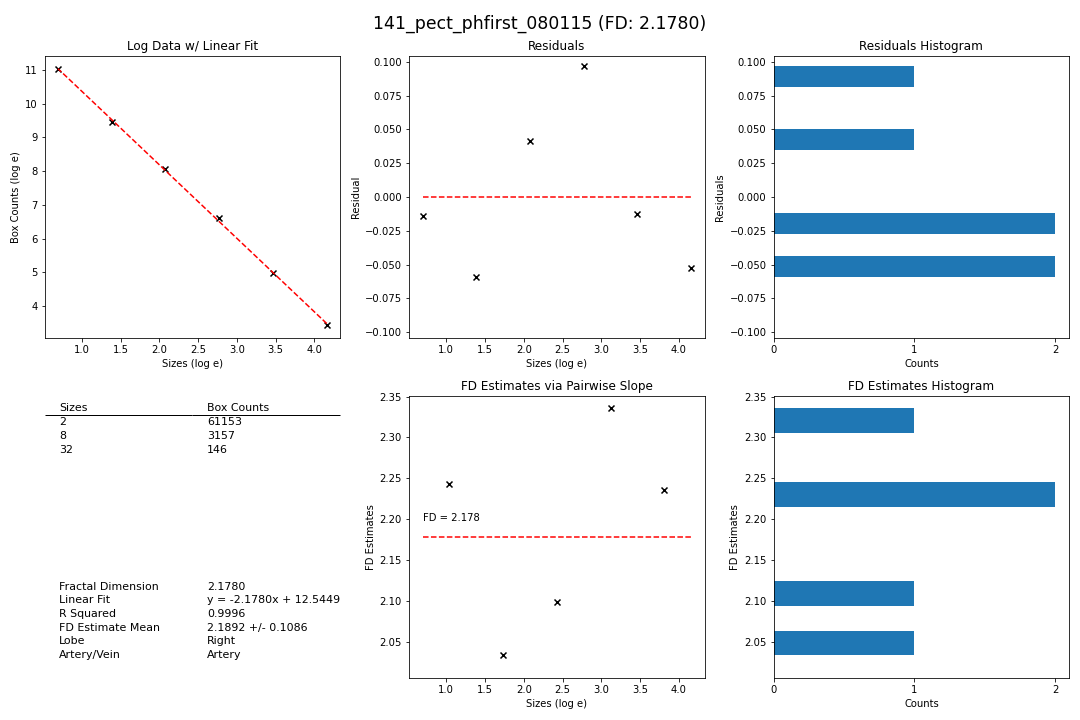 141_pect_phfirst_080115 (FD: 2.1780)
Log Data w/ Linear Fit
11
10
9
8
7
6
5
4
Box Counts (log e)
1.0 1.5 2.0 2.5 3.0 3.5 4.0
Sizes (log e)
Residuals
0.100
0.075
0.050
0.025
0.000
−0.025
−0.050
−0.075
−0.100
Residual
1.0 1.5 2.0 2.5 3.0 3.5 4.0
Sizes (log e)
Residuals Histogram
0.100
0.075
0.050
0.025
0.000
−0.025
−0.050
−0.075
−0.100
Residuals
0 1 2
Counts
Sizes Box Counts
2 61153
8 3157
32 146
Fractal Dimension 2.1780
Linear Fit y = -2.1780x + 12.5449
R Squared 0.9996
FD Estimate Mean 2.1892 +/- 0.1086
Lobe Right
Artery/Vein Artery
FD Estimates via Pairwise Slope
2.35
2.30
2.25
2.20
2.15
2.10
2.05
FD Estimates
FD = 2.178
1.0 1.5 2.0 2.5 3.0 3.5 4.0
Sizes (log e)
FD Estimates Histogram
2.35
2.30
2.25
2.20
2.15
2.10
2.05
FD Estimates
0 1 2
Counts